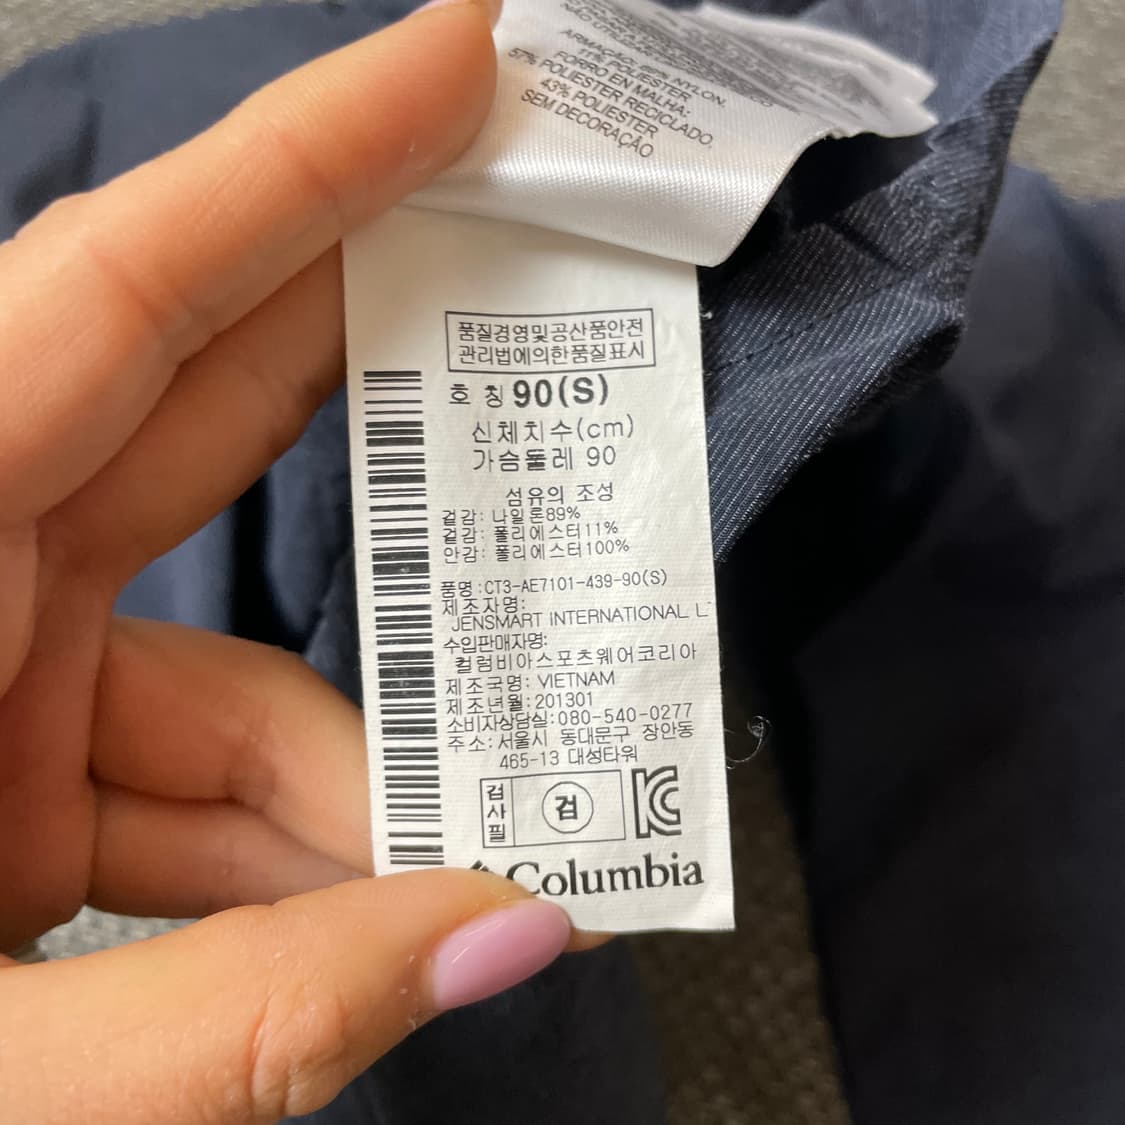 ARMAÇÃO: 89% NYLON.
11% POLIESTER
FORRO EM MALHA:
57% POLIESTER RECICLADO.
43% POLIESTER
SEM DECORAÇÃO
품질경영및공산품안전
관리법에의한품질표시
호 칭 90(S)
신체치수(cm)
가슴둘레 90
섬유의 조성
겉감: 나일론89%
겉감: 폴리에스터11%
안감: 폴리에스터100%
품명:CT3-AE7101-439-90(S)
제조자명:
JENSMART INTERNATIONAL L
수입판매자명:
컬럼비아스포츠웨어코리아
제조국명: VIETNAM
제조년월:201301
소비자상담실:080-540-0277
주소:서울시 동대문구 장안동
465-13 대성타워
검사필
검
Columbia